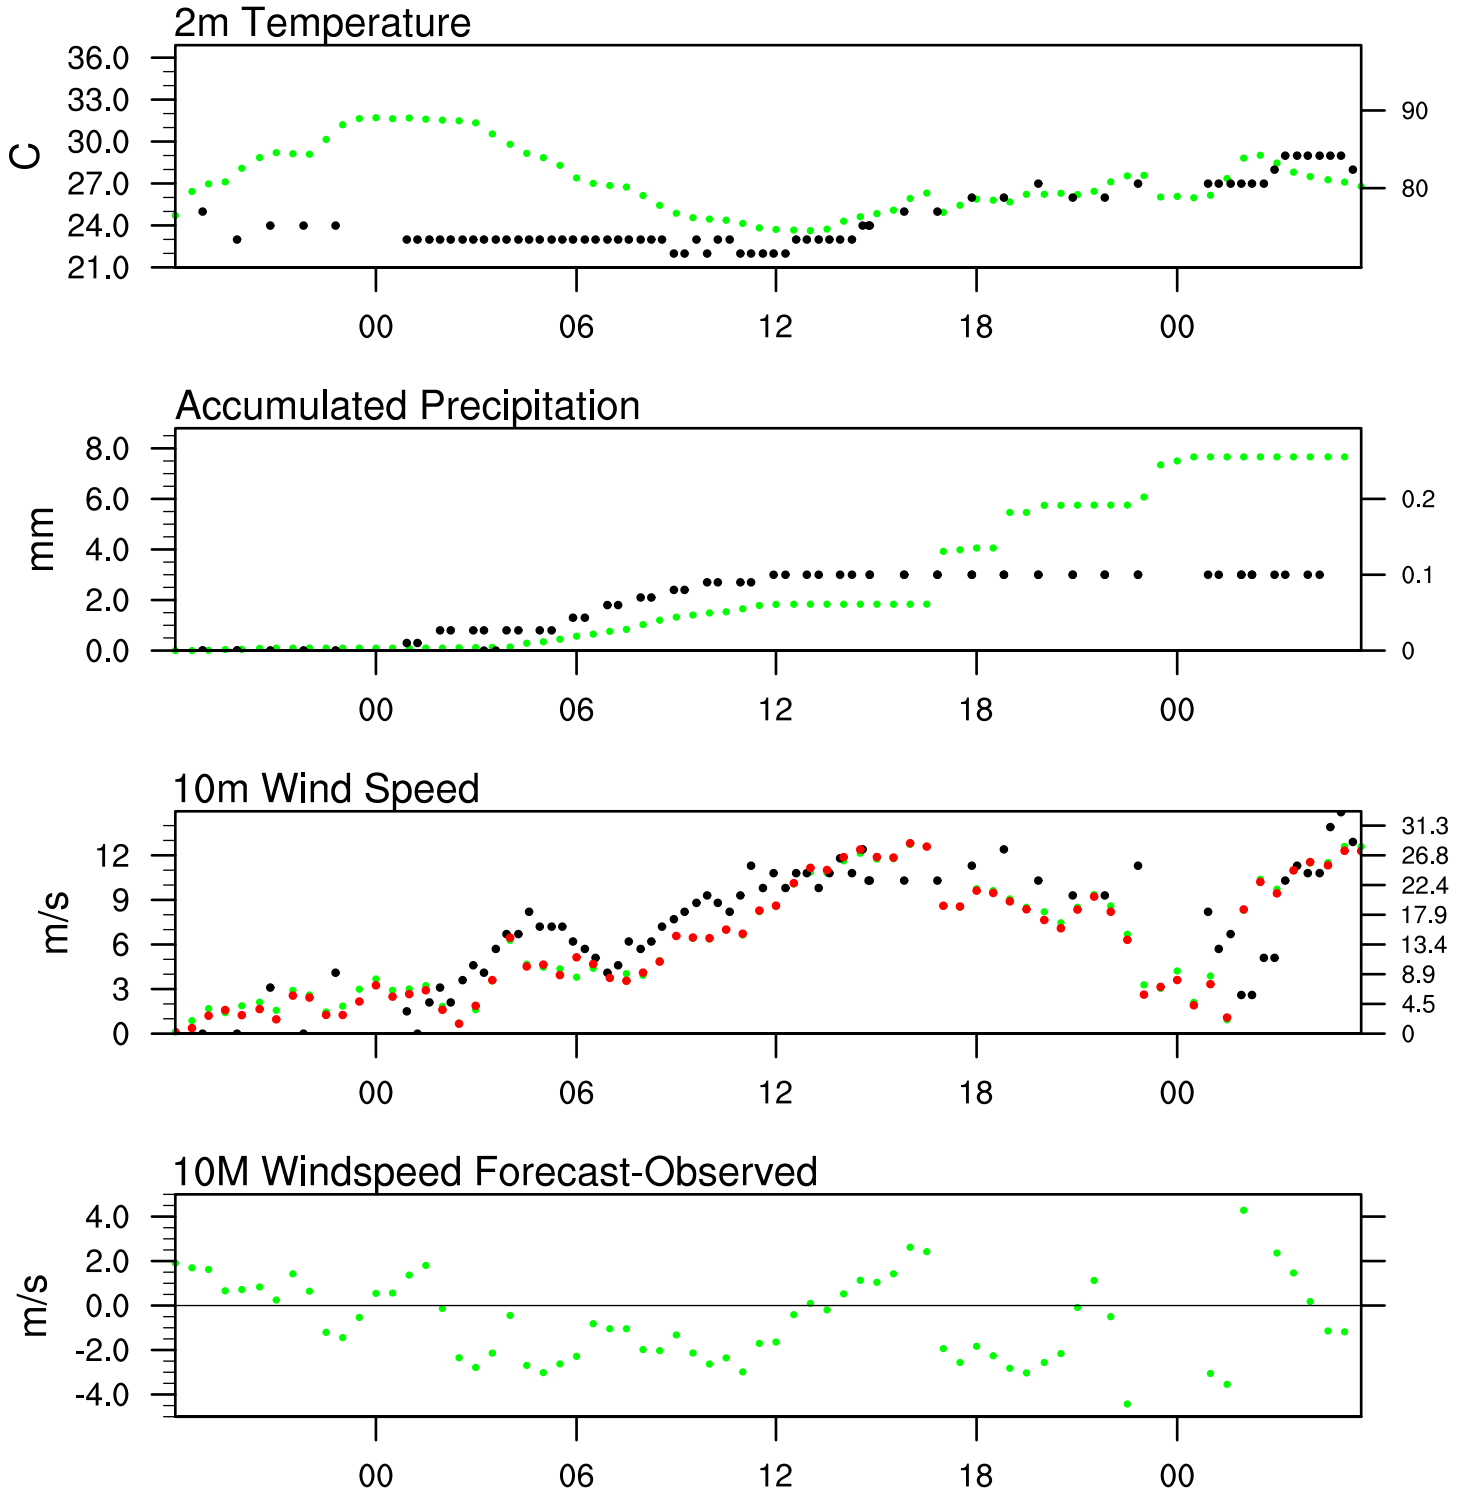 2m Temperature
36.0
33.0
30.0
27.0
24.0
21.0
C
90
80
00 06 12 18 00
Accumulated Precipitation
8.0
6.0
4.0
2.0
0.0
mm
0.2
0.1
0
00 06 12 18 00
10m Wind Speed
12
9
6
3
0
m/s
31.3
26.8
22.4
17.9
13.4
8.9
4.5
0
00 06 12 18 00
10M Windspeed Forecast-Observed
4.0
2.0
0.0
-2.0
-4.0
m/s
00 06 12 18 00